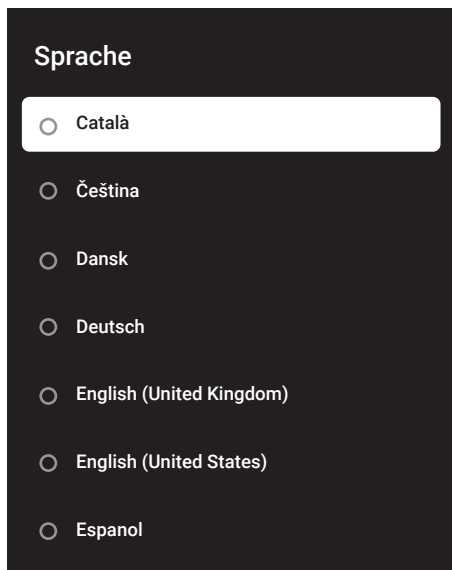 Sprache
Català
Čeština
Dansk
Deutsch
English (United Kingdom)
English (United States)
Espanol